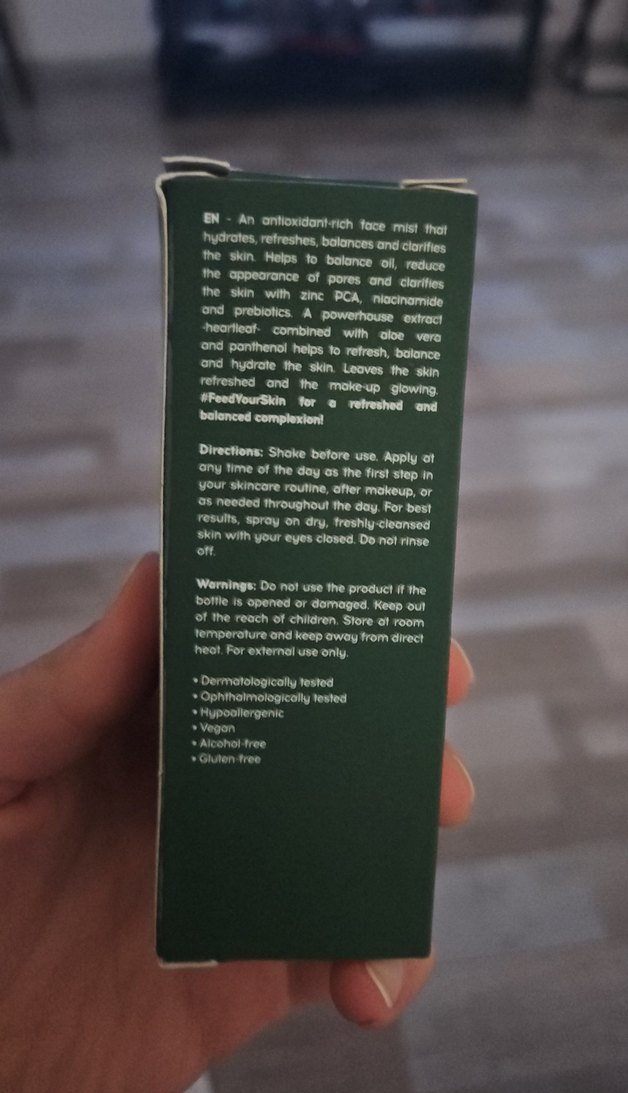 EN - An antioxidant-rich face mist that
hydrates, refreshes, balances and clarifies
the skin. Helps to balance oil, reduce
the appearance of pores and clarifies
the skin with zinc PCA, niacinamide
and prebiotics. A powerhouse extract
-heartleaf- combined with aloe vera
and panthenol helps to refresh, balance
and hydrate the skin. Leaves the skin
refreshed and the make-up glowing.
#FeedYourSkin for a refreshed and
balanced complexion!
Directions: Shake before use. Apply at
any time of the day as the first step in
your skincare routine, after makeup, or
as needed throughout the day. For best
results, spray on dry, freshly-cleansed
skin with your eyes closed. Do not rinse
off.
Warnings: Do not use the product if the
bottle is opened or damaged. Keep out
of the reach of children. Store at room
temperature and keep away from direct
heat. For external use only.
• Dermatologically tested
• Ophthalmologically tested
• Hypoallergenic
• Vegan
• Alcohol-free
• Gluten-free